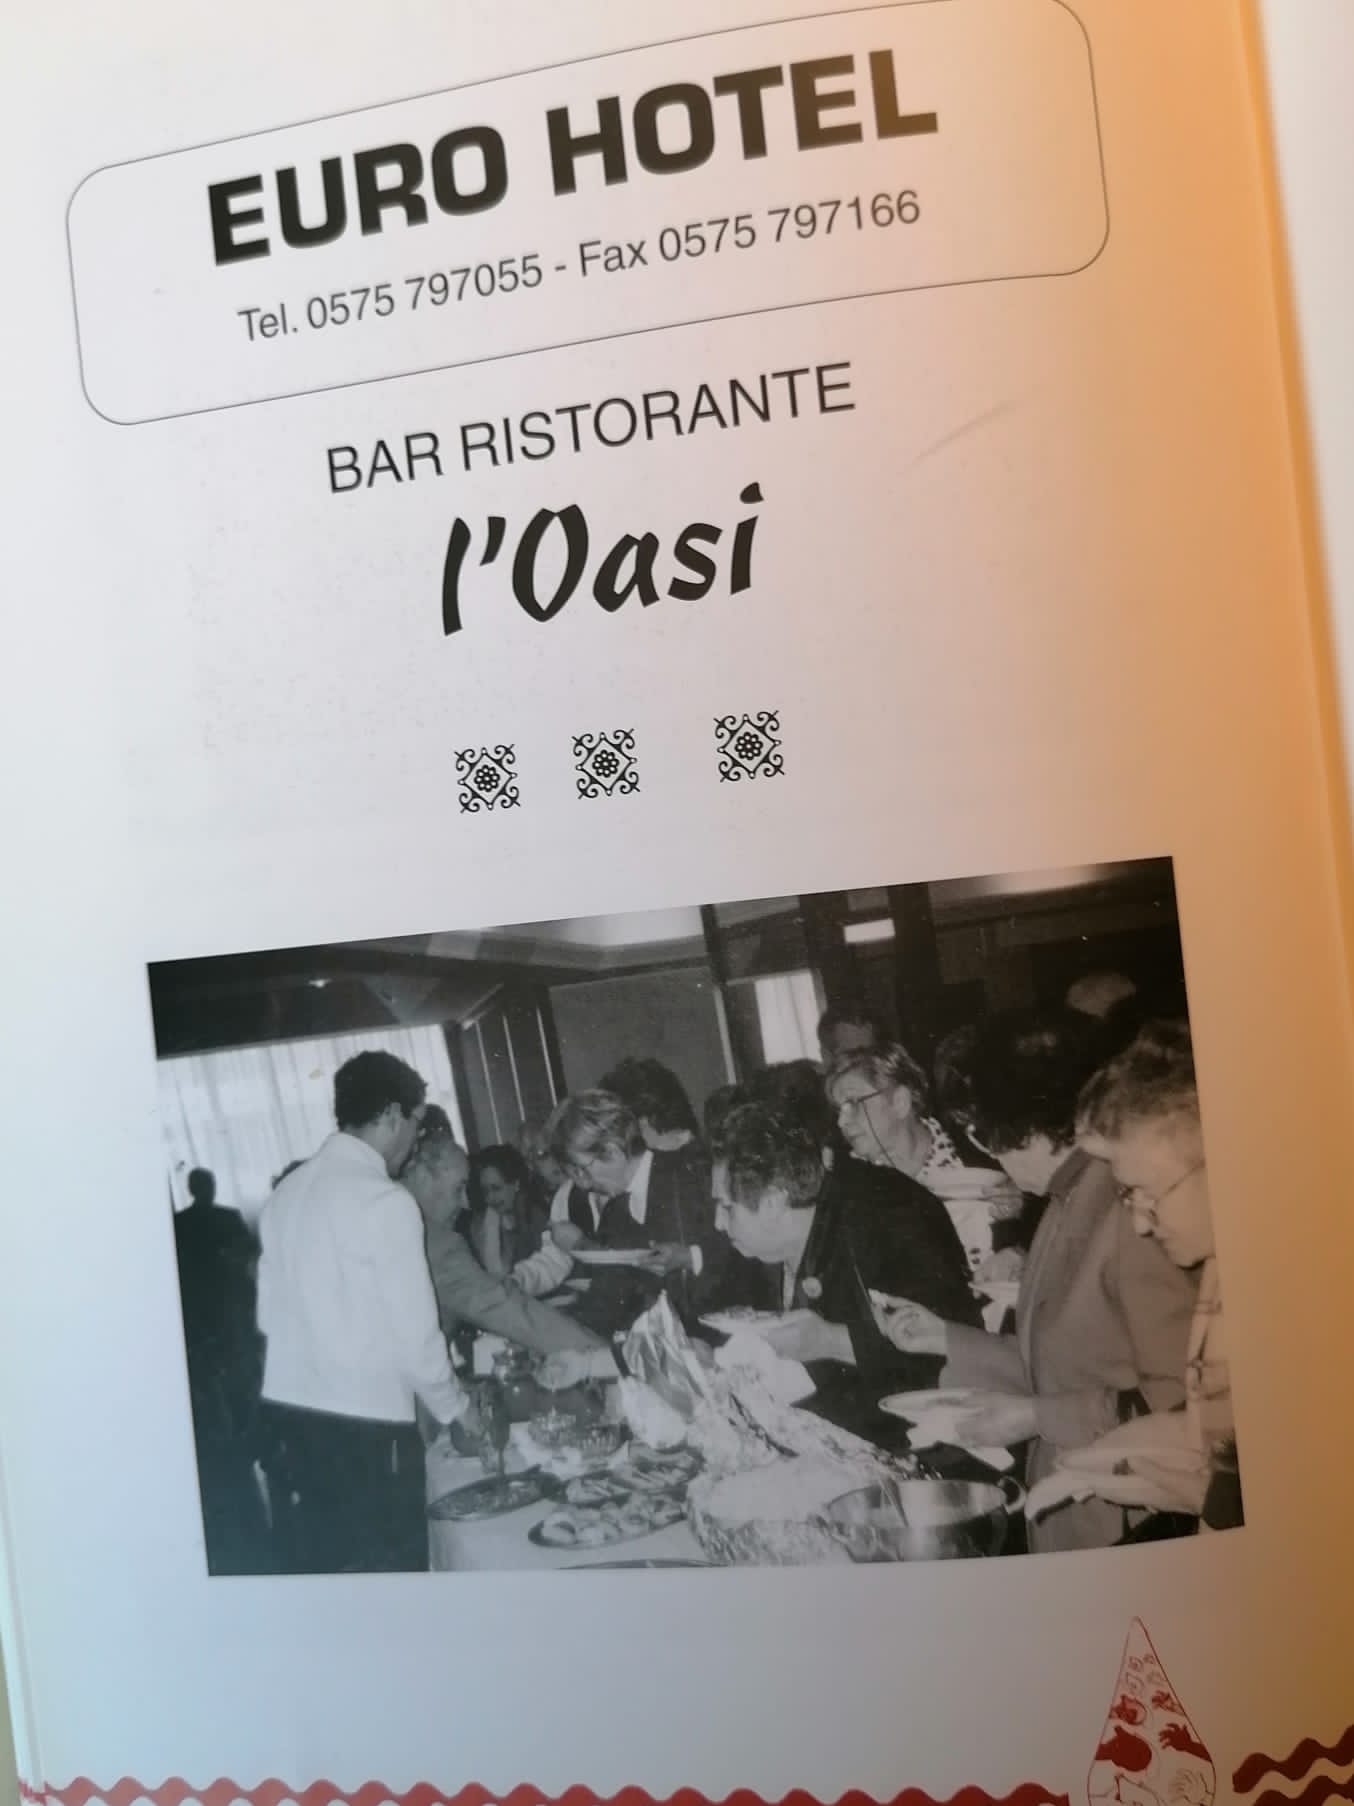 EURO HOTEL
Tel. 0575 797055 - Fax 0575 797166
BAR RISTORANTE
l'Oasi